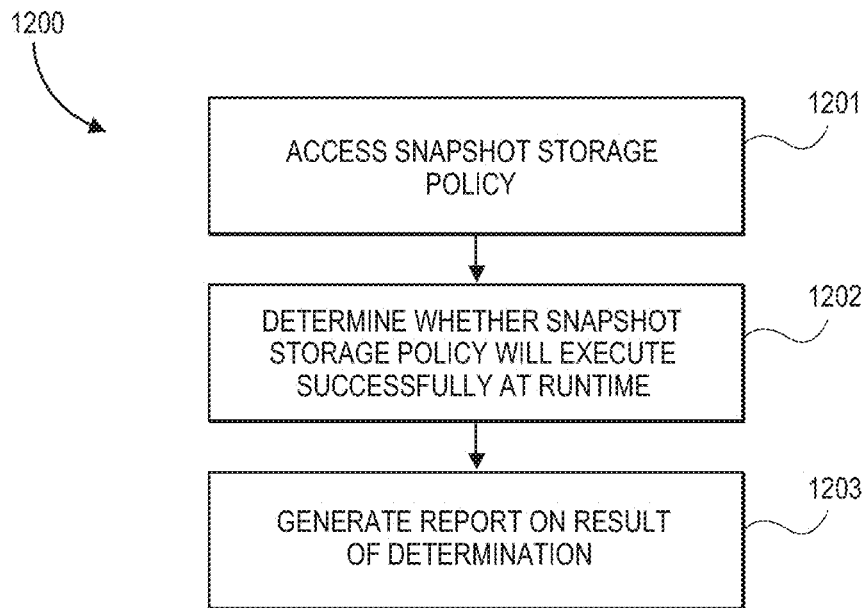 1200
1201
ACCESS SNAPSHOT STORAGE
POLICY
1202
DETERMINE WHETHER SNAPSHOT
STORAGE POLICY WILL EXECUTE
SUCCESSFULLY AT RUNTIME
1203
GENERATE REPORT ON RESULT
OF DETERMINATION